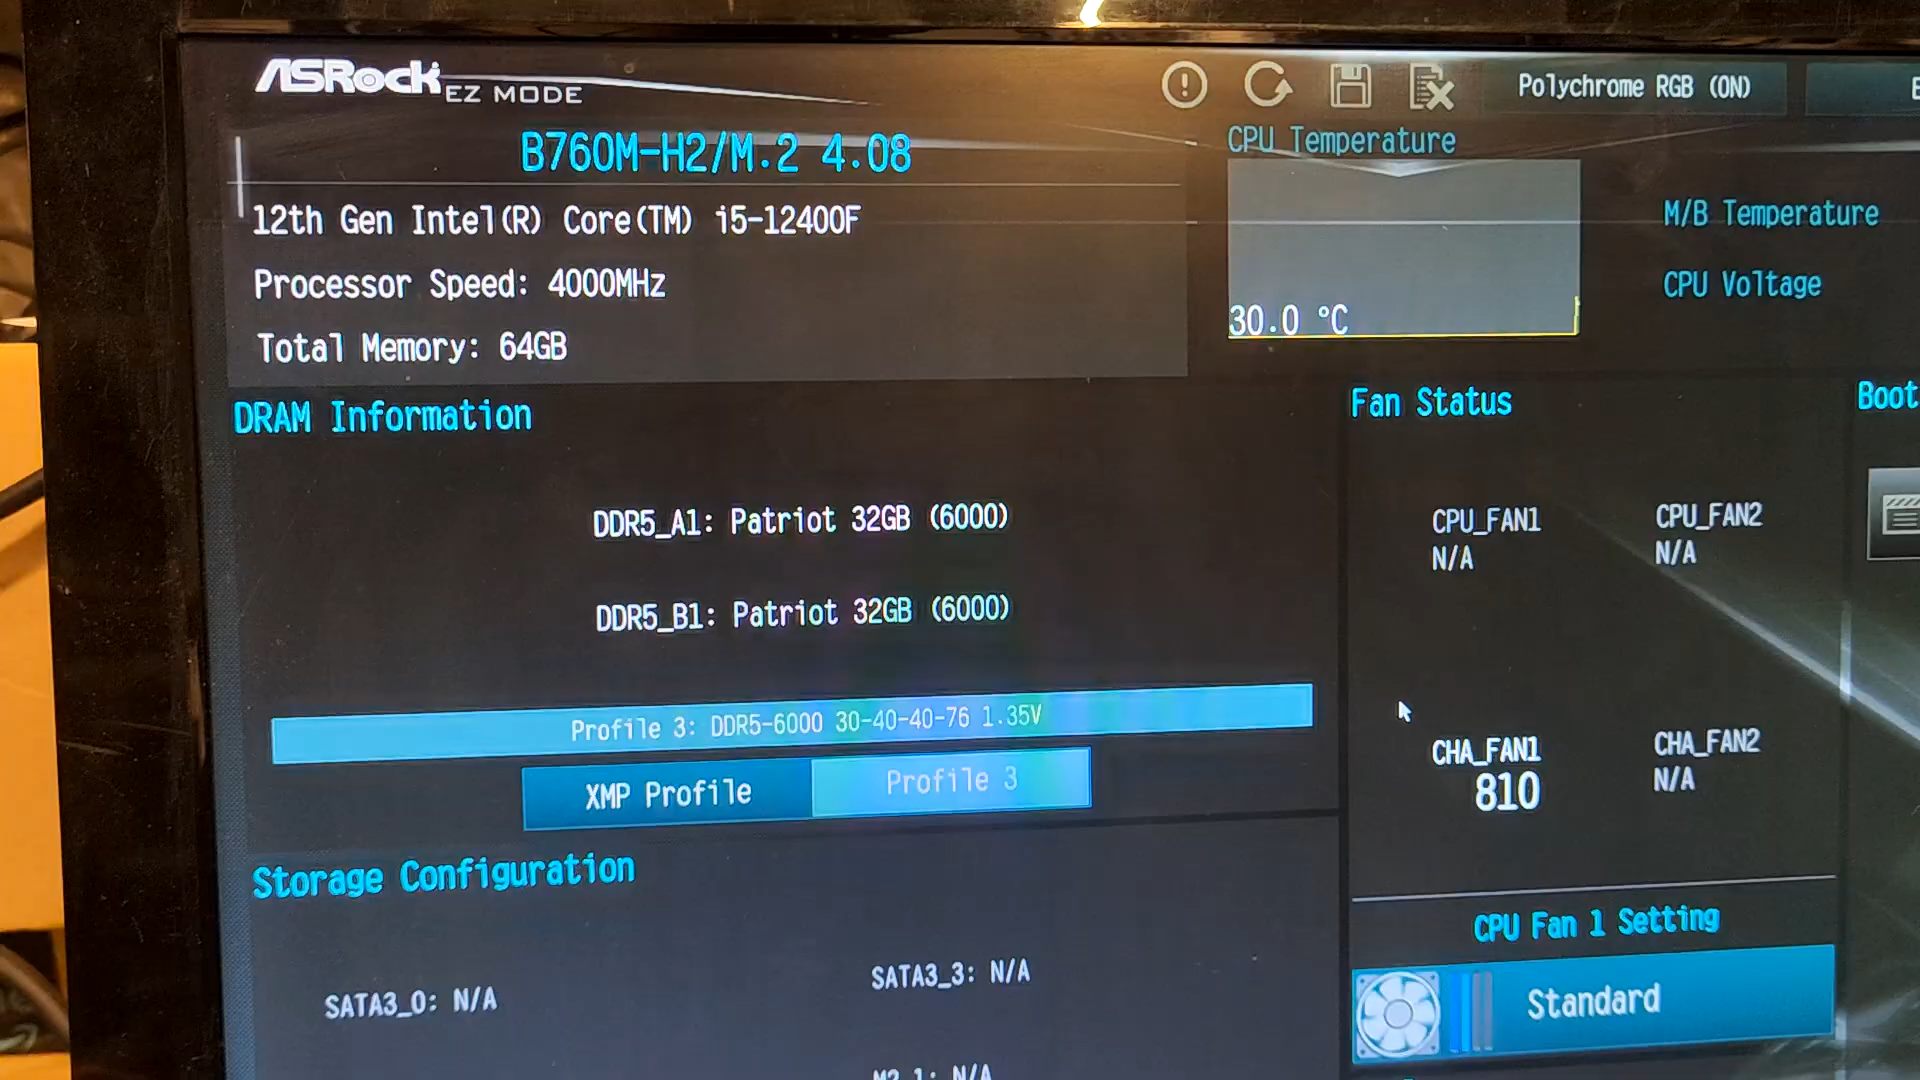 ASRock EZ MODE
Polychrome RGB (ON)
B760M-H2/M.2 4.08
12th Gen Intel(R) Core(TM) i5-12400F
Processor Speed: 4000MHz
Total Memory: 64GB
CPU Temperature
30.0 °C
M/B Temperature
CPU Voltage
DRAM Information
DDR5_A1: Patriot 32GB (6000)
DDR5_B1: Patriot 32GB (6000)
Profile 3: DDR5-6000 30-40-40-76 1.35V
XMP Profile
Profile 3
Fan Status
CPU_FAN1
N/A
CPU_FAN2
N/A
CHA_FAN1
810
CHA_FAN2
N/A
CPU Fan 1 Setting
Standard
Boot
Storage Configuration
SATA3_0: N/A
SATA3_3: N/A
M2_1: N/A